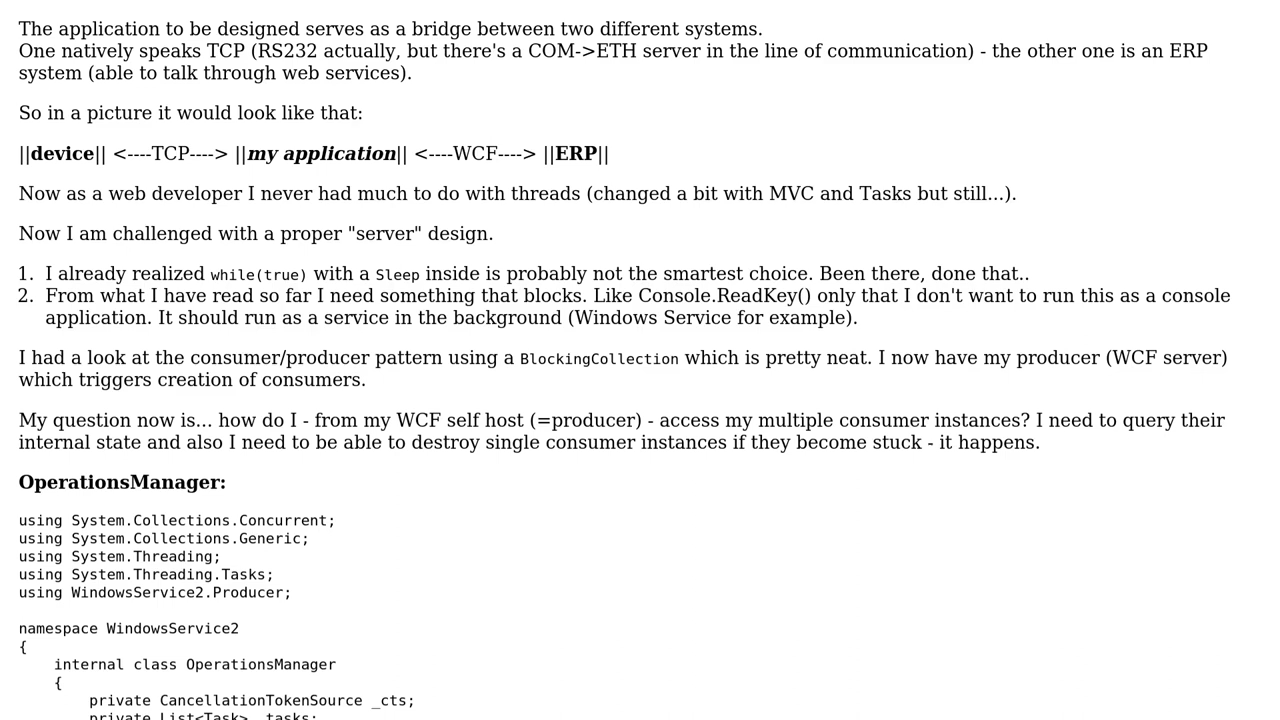 The application to be designed serves as a bridge between two different systems.
One natively speaks TCP (RS232 actually, but there's a COM->ETH server in the line of communication) - the other one is an ERP
system (able to talk through web services).
So in a picture it would look like that:
||device|| <----TCP----> ||my application|| <----WCF----> ||ERP||
Now as a web developer I never had much to do with threads (changed a bit with MVC and Tasks but still...).
Now I am challenged with a proper "server" design.
1. I already realized while(true) with a Sleep inside is probably not the smartest choice. Been there, done that..
2. From what I have read so far I need something that blocks. Like Console.ReadKey() only that I don't want to run this as a console
application. It should run as a service in the background (Windows Service for example).
I had a look at the consumer/producer pattern using a BlockingCollection which is pretty neat. I now have my producer (WCF server)
which triggers creation of consumers.
My question now is... how do I - from my WCF self host (=producer) - access my multiple consumer instances? I need to query their
internal state and also I need to be able to destroy single consumer instances if they become stuck - it happens.
OperationsManager:
using System.Collections.Concurrent;
using System.Collections.Generic;
using System.Threading;
using System.Threading.Tasks;
using WindowsService2.Producer;
namespace WindowsService2
{
    internal class OperationsManager
    {
        private CancellationTokenSource _cts;
        private List<Task> _tasks;